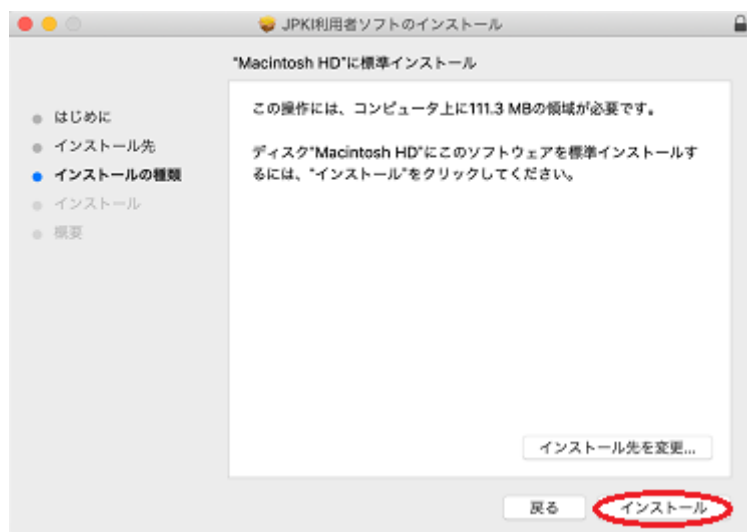 JPKI利用者ソフトのインストール
"Macintosh HD"に標準インストール
はじめに
インストール先
インストールの種類
インストール
概要
この操作には、コンピュータ上に111.3 MBの領域が必要です。
ディスク"Macintosh HD"にこのソフトウェアを標準インストールす
るには、"インストール"をクリックしてください。
インストール先を変更...
戻る
インストール